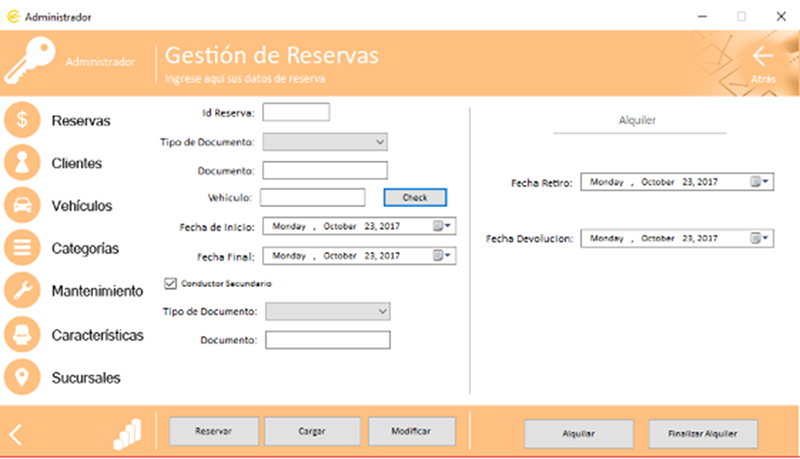 Administrador
Administrador
Gestión de Reservas
Ingrese aqui sus datos de reserva
Atrás
$
Reservas
Clientes
Vehículos
Categorías
Mantenimiento
Características
Sucursales
Id Reserva:
Tipo de Documento:
Documento:
Vehículo:
Check
Fecha de Inicio:
Monday , October 23, 2017
Fecha Final:
Monday , October 23, 2017
Conductor Secundario
Tipo de Documento:
Documento:
Alquiler
Fecha Retiro:
Monday , October 23, 2017
Fecha Devolucion:
Monday , October 23, 2017
Reservar
Cargar
Modificar
Alquilar
Finalizar Alquiler